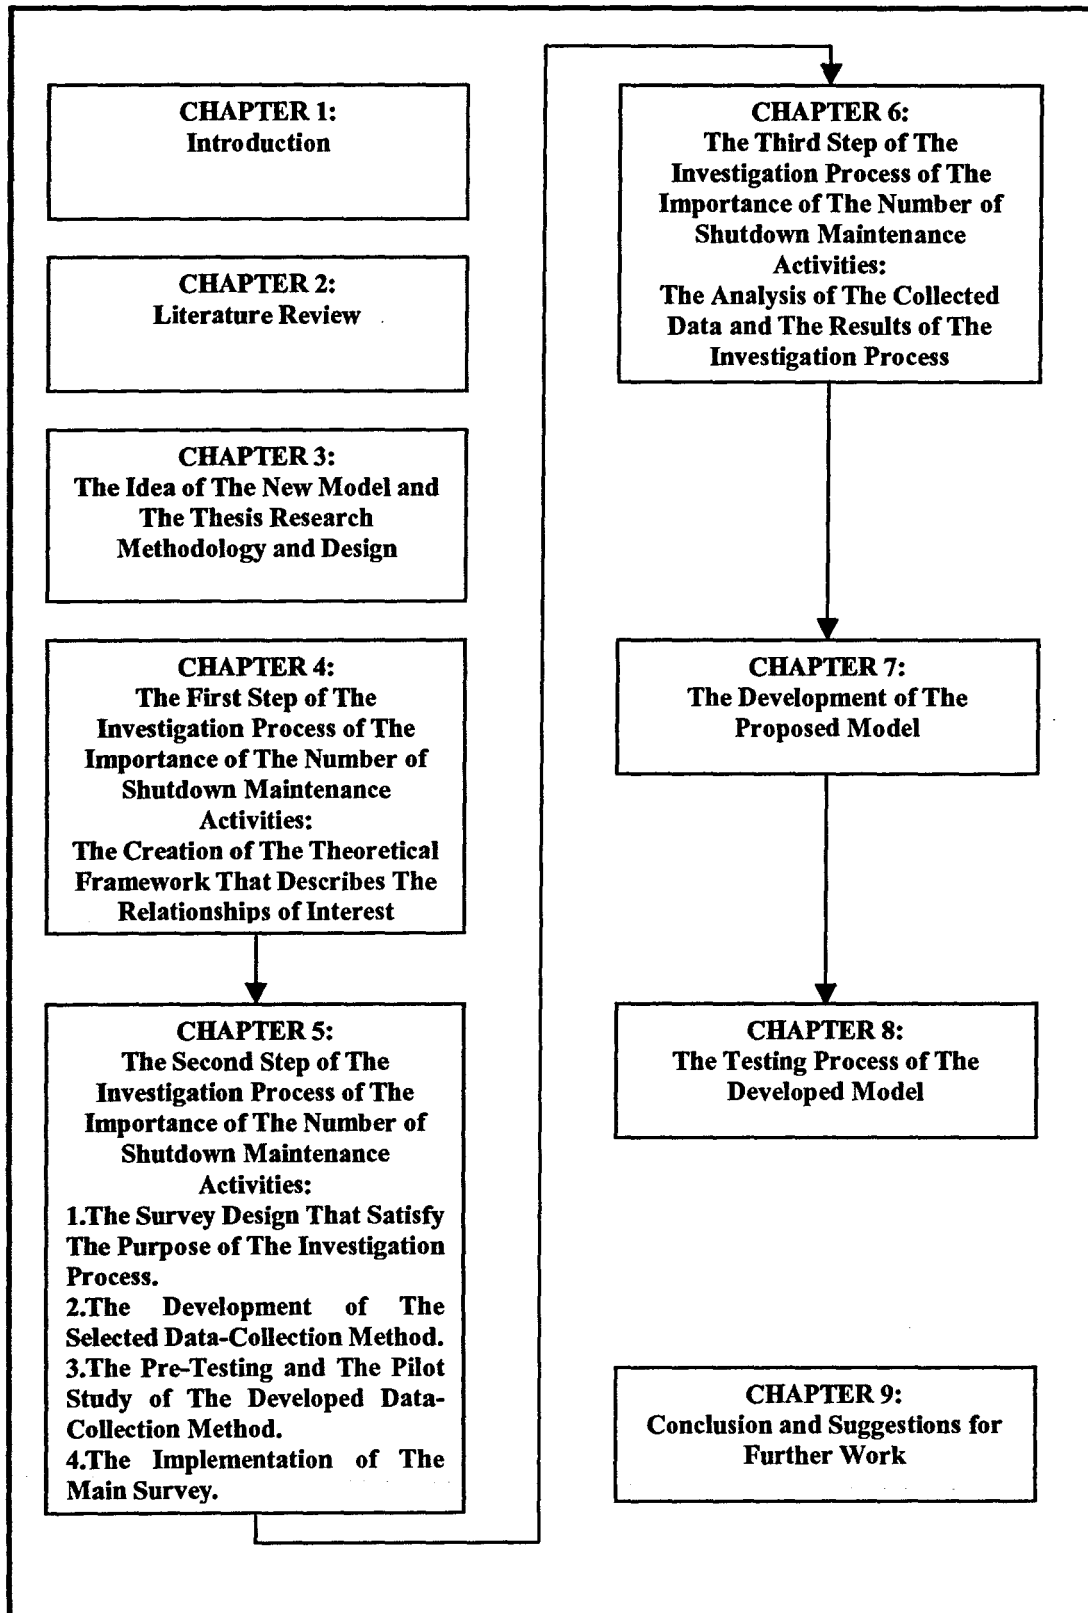 CHAPTER 1:
Introduction
CHAPTER 2:
Literature Review
CHAPTER 3:
The Idea of The New Model and
The Thesis Research
Methodology and Design
CHAPTER 4:
The First Step of The
Investigation Process of The
Importance of The Number of
Shutdown Maintenance
Activities:
The Creation of The Theoretical
Framework That Describes The
Relationships of Interest
CHAPTER 5:
The Second Step of The
Investigation Process of The
Importance of The Number of
Shutdown Maintenance
Activities:
1.The Survey Design That Satisfy
The Purpose of The Investigation
Process.
2.The Development of The
Selected Data-Collection Method.
3.The Pre-Testing and The Pilot
Study of The Developed Data-
Collection Method.
4.The Implementation of The
Main Survey.
CHAPTER 6:
The Third Step of The
Investigation Process of The
Importance of The Number of
Shutdown Maintenance
Activities:
The Analysis of The Collected
Data and The Results of The
Investigation Process
CHAPTER 7:
The Development of The
Proposed Model
CHAPTER 8:
The Testing Process of The
Developed Model
CHAPTER 9:
Conclusion and Suggestions for
Further Work